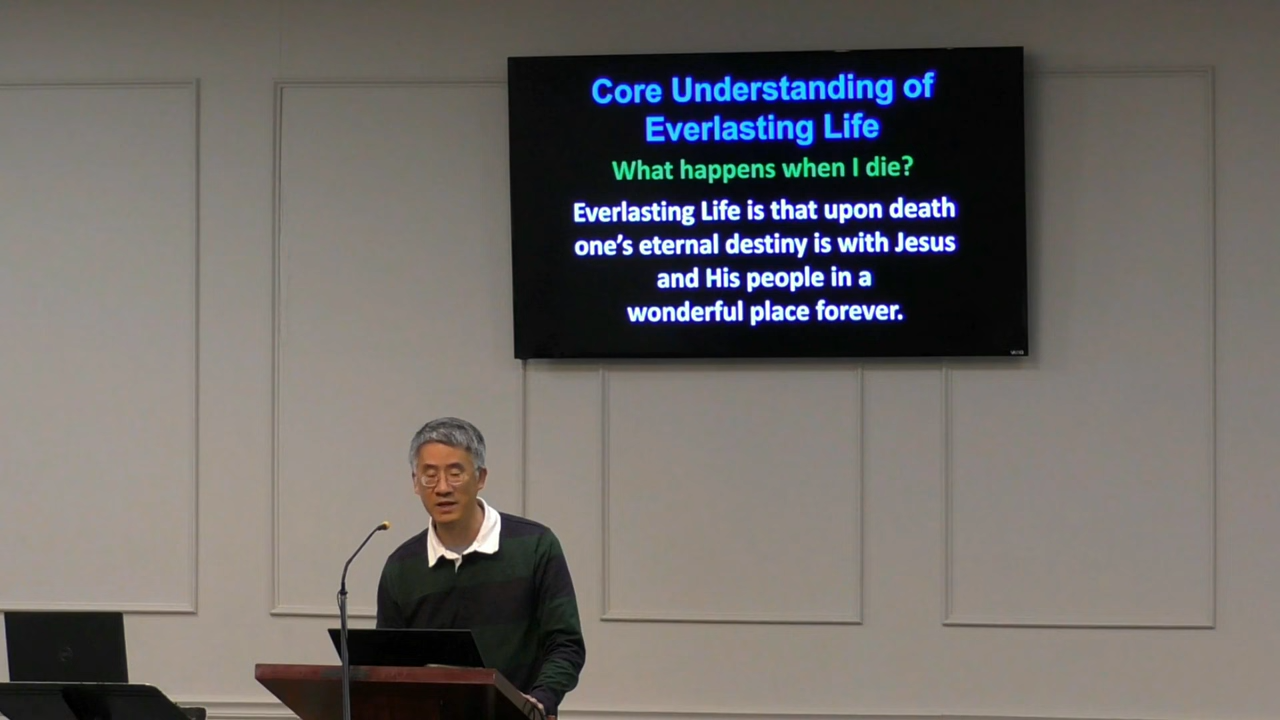 Core Understanding of
Everlasting Life
What happens when I die?
Everlasting Life is that upon death
one's eternal destiny is with Jesus
and His people in a
wonderful place forever.